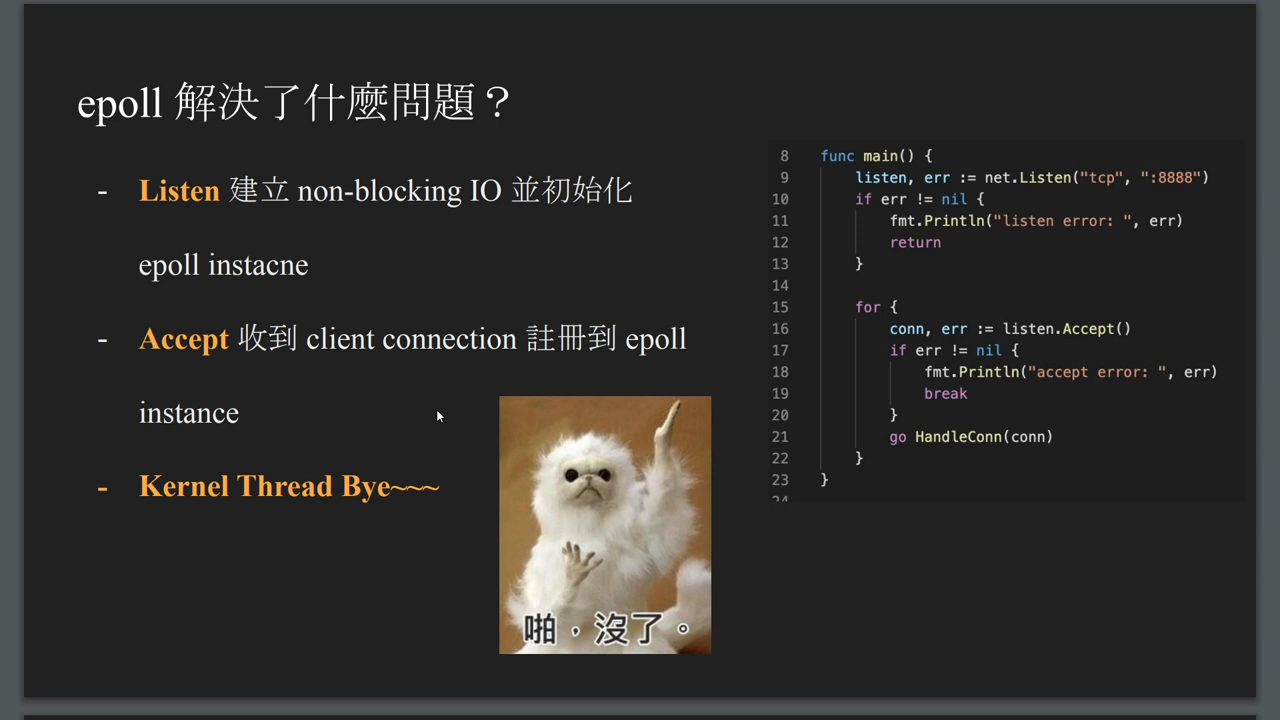 epoll 解決了什麼問題？
- Listen 建立 non-blocking IO 並初始化
epoll instacne
- Accept 收到 client connection 註冊到 epoll
instance
- Kernel Thread Bye~~~
啪，沒了。
8 func main() {
9 listen, err := net.Listen("tcp", ":8888")
10 if err != nil {
11 fmt.Println("listen error: ", err)
12 return
13 }
14
15 for {
16 conn, err := listen.Accept()
17 if err != nil {
18 fmt.Println("accept error: ", err)
19 break
20 }
21 go HandleConn(conn)
22 }
23 }
24